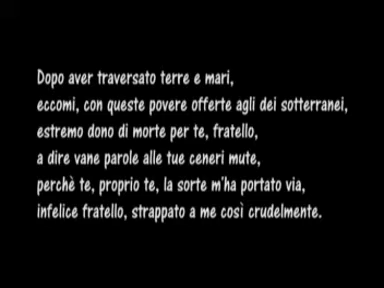 Dopo aver traversato terre e mari,
eccomi, con queste povere offerte agli dei sotterranei,
estremo dono di morte per te, fratello,
a dire vane parole alle tue ceneri mute,
perchè te, proprio te, la sorte m'ha portato via,
infelice fratello, strappato a me così crudelmente.